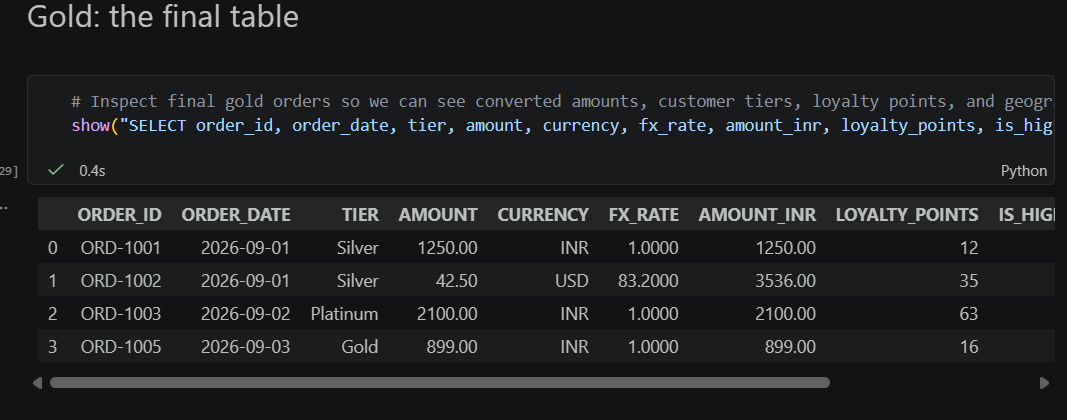 Gold: the final table
# Inspect final gold orders so we can see converted amounts, customer tiers, loyalty points, and geogr
show("SELECT order_id, order_date, tier, amount, currency, fx_rate, amount_inr, loyalty_points, is_hig
29]
0.4s
Python
...
ORDER_ID ORDER_DATE TIER AMOUNT CURRENCY FX_RATE AMOUNT_INR LOYALTY_POINTS IS_HIGH
0 ORD-1001 2026-09-01 Silver 1250.00 INR 1.0000 1250.00 12
1 ORD-1002 2026-09-01 Silver 42.50 USD 83.2000 3536.00 35
2 ORD-1003 2026-09-02 Platinum 2100.00 INR 1.0000 2100.00 63
3 ORD-1005 2026-09-03 Gold 899.00 INR 1.0000 899.00 16